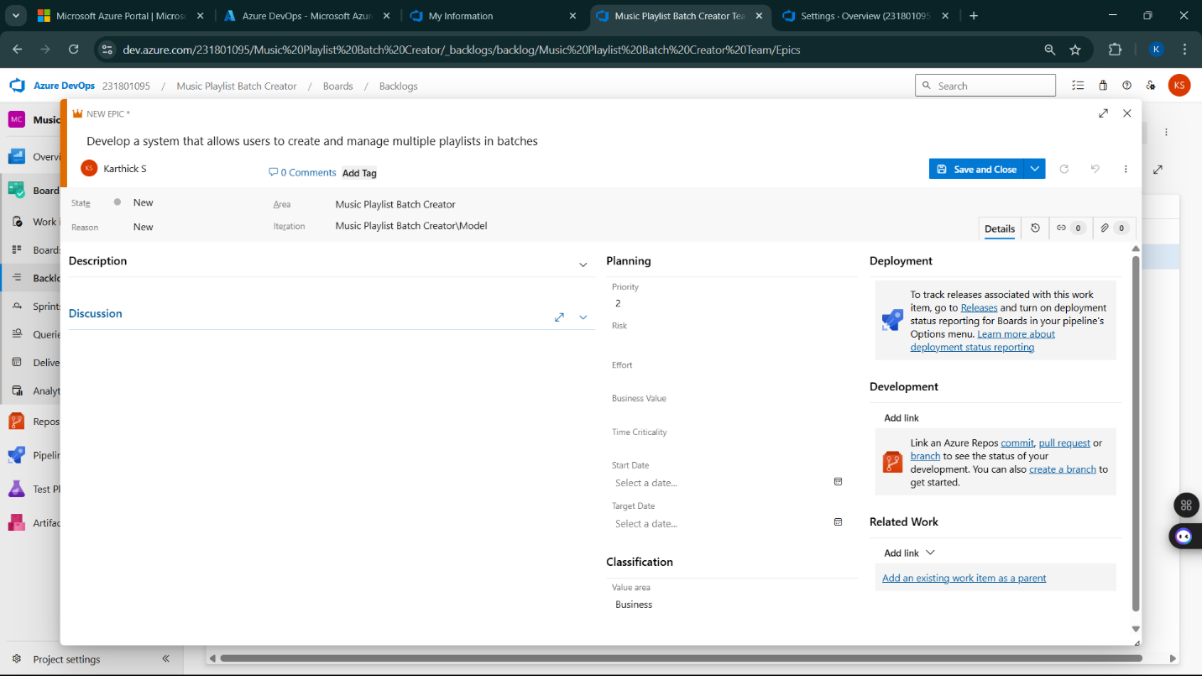 Microsoft Azure Portal | Micros
Azure DevOps - Microsoft Azur
My Information
Music Playlist Batch Creator Tea
Settings - Overview (231801095
dev.azure.com/231801095/Music%20Playlist%20Batch%20Creator/_backlogs/backlog/Music%20Playlist%20Batch%20Creator%20Team/Epics
K
Azure DevOps 231801095 / Music Playlist Batch Creator / Boards / Backlogs
Search
KS
MC Music
NEW EPIC *
Develop a system that allows users to create and manage multiple playlists in batches
KS Karthick S
0 Comments Add Tag
Save and Close
State New
Area Music Playlist Batch Creator
Reason New
Iteration Music Playlist Batch Creator\Model
Details 0 0
Overvi
Board
Work i
Boards
Backlo
Sprint
Querie
Delive
Analyt
Repos
Pipelin
Test Pl
Artifac
Project settings
Description
Discussion
Planning
Priority
2
Risk
Effort
Business Value
Time Criticality
Start Date
Select a date...
Target Date
Select a date...
Classification
Value area
Business
Deployment
To track releases associated with this work
item, go to Releases and turn on deployment
status reporting for Boards in your pipeline's
Options menu. Learn more about
deployment status reporting
Development
Add link
Link an Azure Repos commit, pull request or
branch to see the status of your
development. You can also create a branch to
get started.
Related Work
Add link
Add an existing work item as a parent